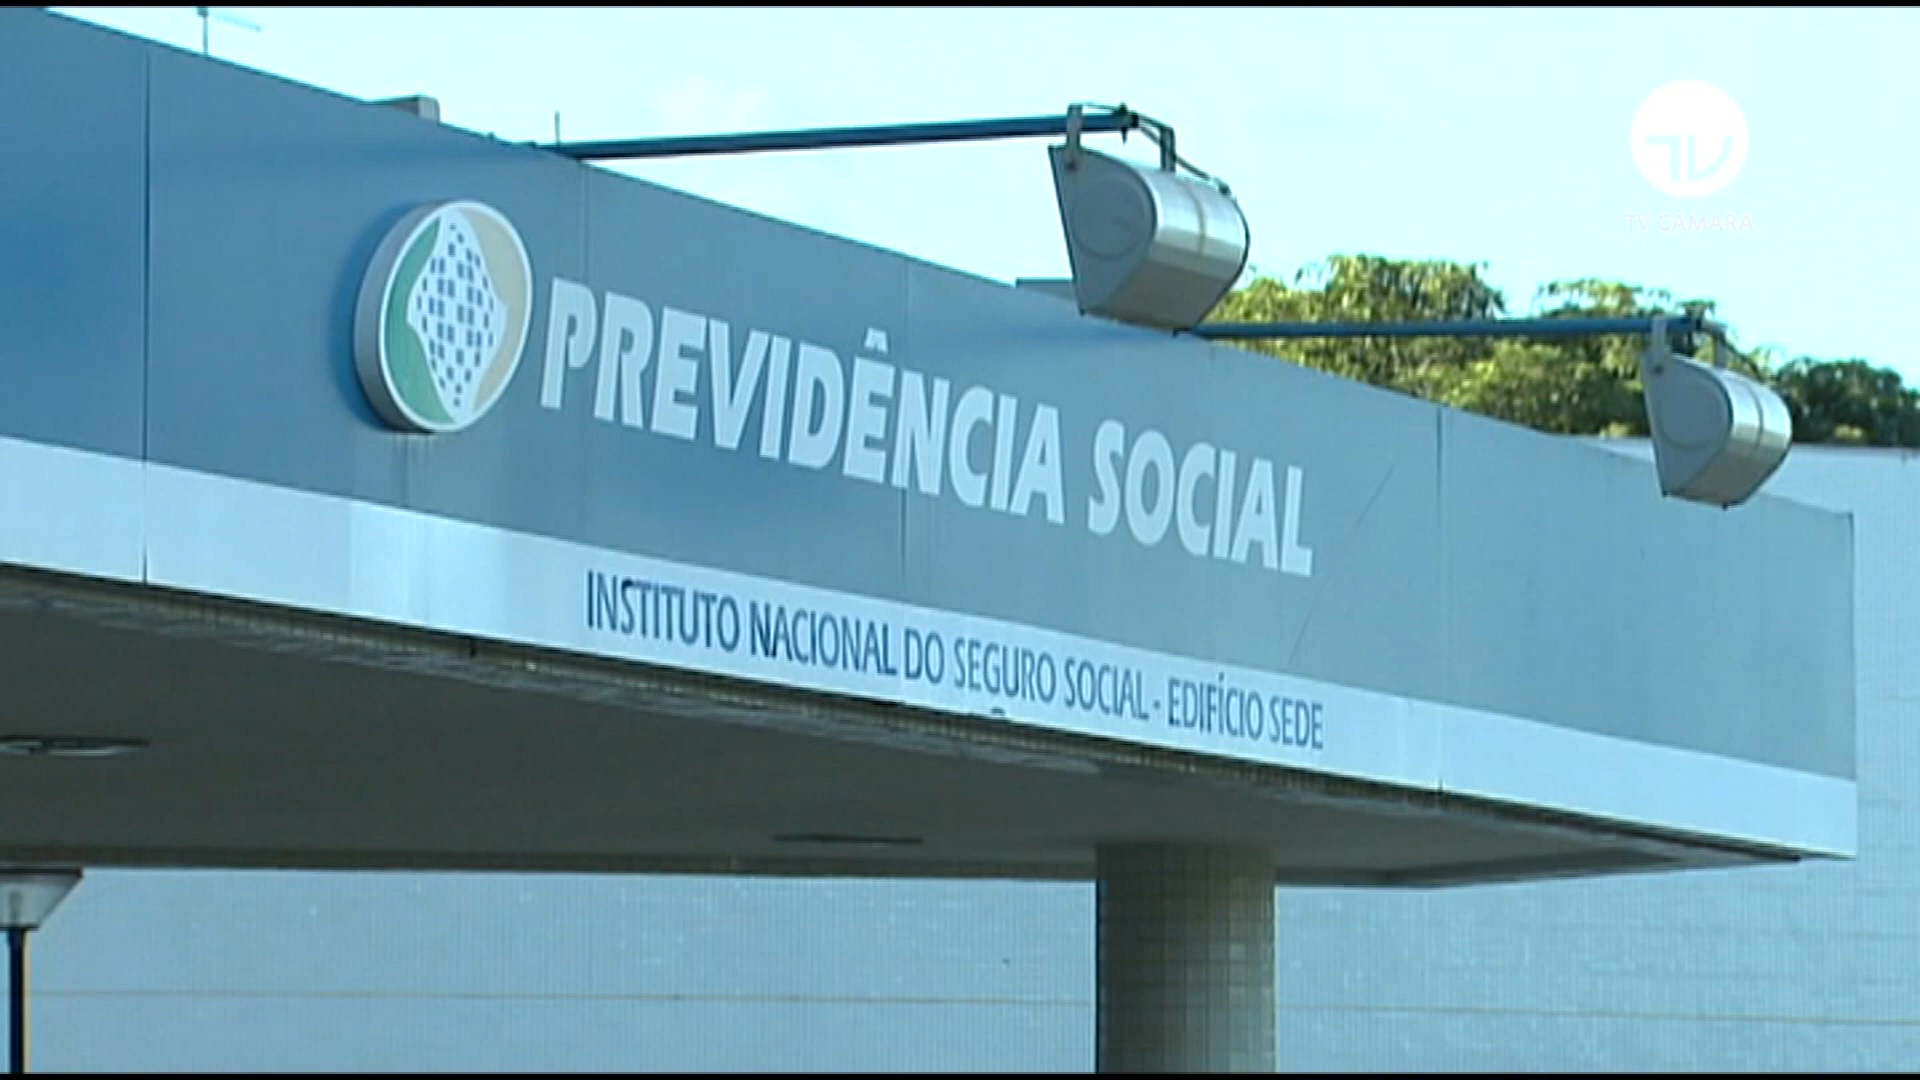 TV CÂMARA
PREVIDÊNCIA SOCIAL
INSTITUTO NACIONAL DO SEGURO SOCIAL - EDIFÍCIO SEDE